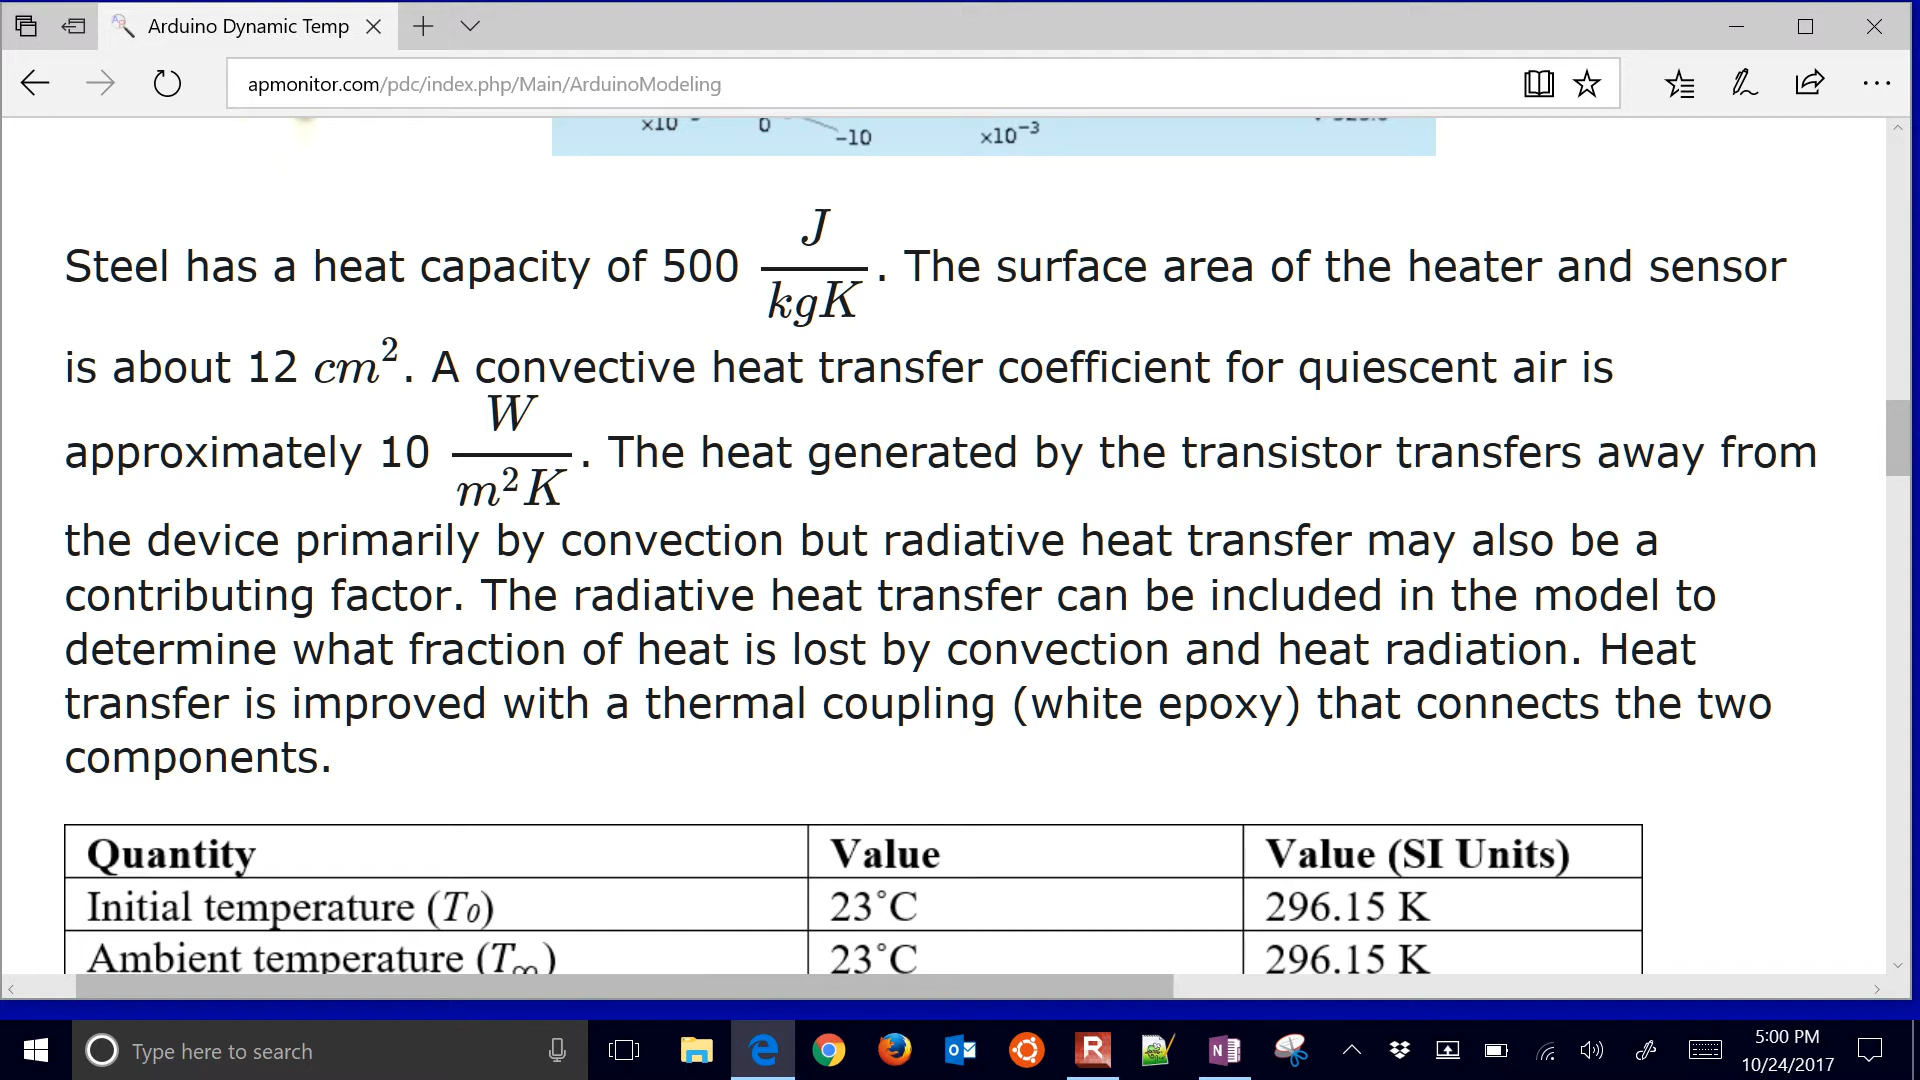 Arduino Dynamic Temp
apmonitor.com/pdc/index.php/Main/ArduinoModeling
0 -10 ×10⁻³
Steel has a heat capacity of 500 J/kgK. The surface area of the heater and sensor
is about 12 cm². A convective heat transfer coefficient for quiescent air is
approximately 10 W/m²K. The heat generated by the transistor transfers away from
the device primarily by convection but radiative heat transfer may also be a
contributing factor. The radiative heat transfer can be included in the model to
determine what fraction of heat is lost by convection and heat radiation. Heat
transfer is improved with a thermal coupling (white epoxy) that connects the two
components.
Quantity Value Value (SI Units)
Initial temperature (T₀) 23˚C 296.15 K
Ambient temperature (T∞) 23˚C 296.15 K
Type here to search
5:00 PM
10/24/2017